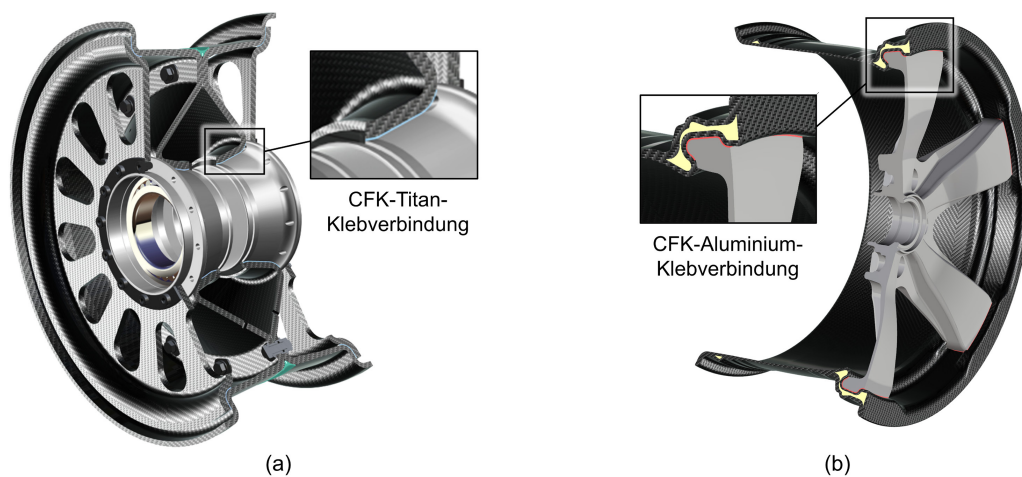 CFK-Titan-
Klebverbindung
CFK-Aluminium-
Klebverbindung
(a)
(b)